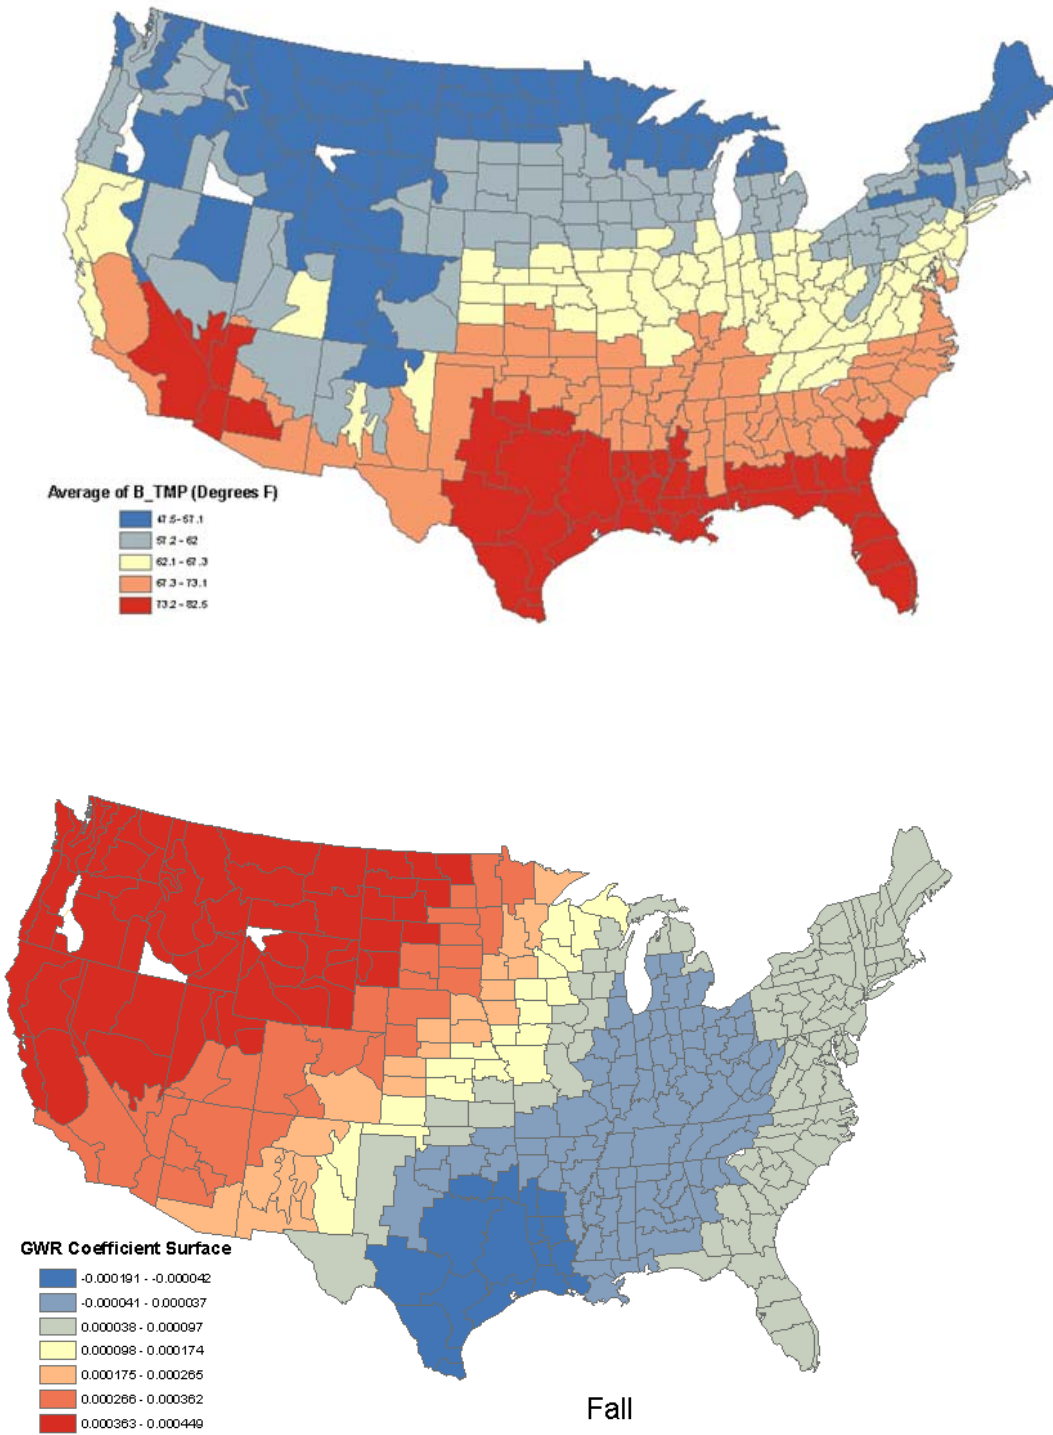 Average of B_TMP (Degrees F)
47.5 - 57.1
57.2 - 62
62.1 - 67.3
67.3 - 73.1
73.2 - 82.5
GWR Coefficient Surface
-0.000191 - -0.000042
-0.000041 - 0.000037
0.000038 - 0.000097
0.000098 - 0.000174
0.000175 - 0.000265
0.000266 - 0.000362
0.000363 - 0.000449
Fall